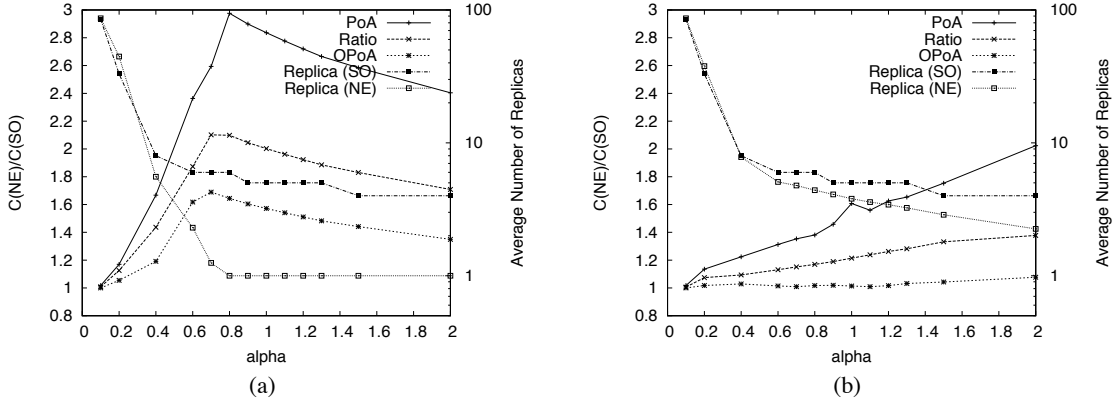 3
2.8
2.6
2.4
2.2
2
1.8
1.6
1.4
1.2
1
0.8
C(NE)/C(SO)
0 0.2 0.4 0.6 0.8 1 1.2 1.4 1.6 1.8 2
alpha
100
10
1
Average Number of Replicas
PoA
Ratio
OPoA
Replica (SO)
Replica (NE)
(a)
3
2.8
2.6
2.4
2.2
2
1.8
1.6
1.4
1.2
1
0.8
C(NE)/C(SO)
0 0.2 0.4 0.6 0.8 1 1.2 1.4 1.6 1.8 2
alpha
100
10
1
Average Number of Replicas
PoA
Ratio
OPoA
Replica (SO)
Replica (NE)
(b)